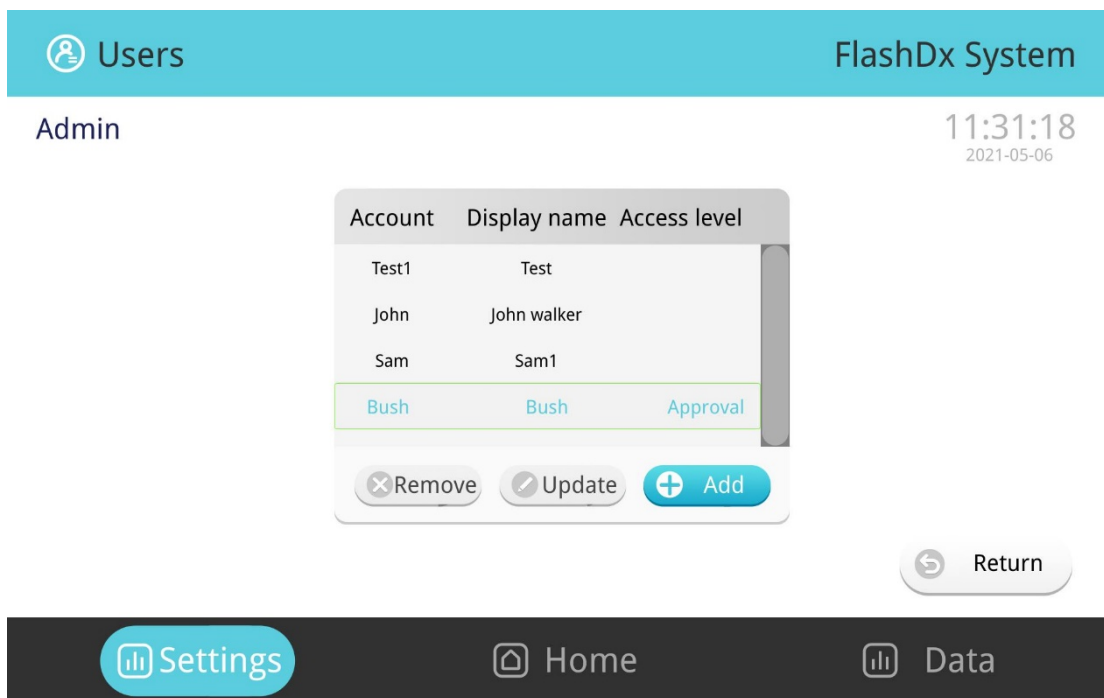 Users
FlashDx System
Admin
11:31:18
2021-05-06
Account Display name Access level
Test1 Test
John John walker
Sam Sam1
Bush Bush Approval
Remove Update Add
Return
Settings Home Data